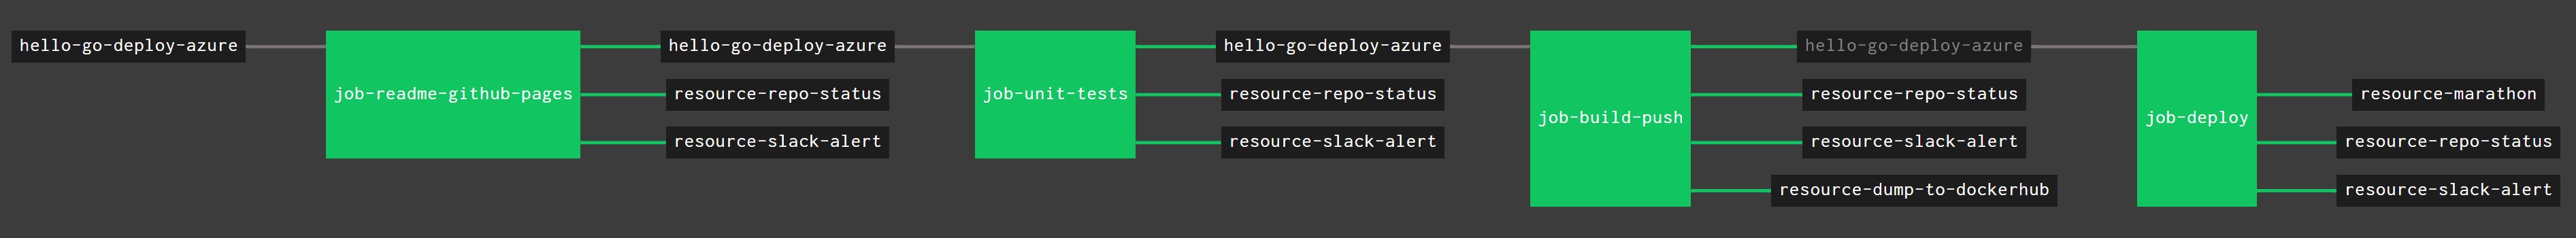 hello-go-deploy-azure
job-readme-github-pages
hello-go-deploy-azure
resource-repo-status
resource-slack-alert
job-unit-tests
hello-go-deploy-azure
resource-repo-status
resource-slack-alert
job-build-push
hello-go-deploy-azure
resource-repo-status
resource-slack-alert
resource-dump-to-dockerhub
job-deploy
resource-marathon
resource-repo-status
resource-slack-alert